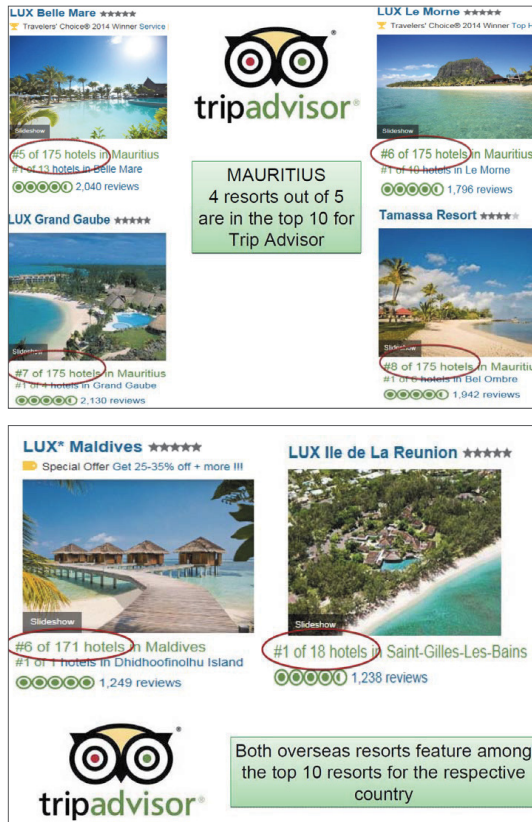 LUX Belle Mare
Travelers' Choice® 2014 Winner Service
Slideshow
#5 of 175 hotels in Mauritius
#1 of 13 hotels in Belle Mare
2,040 reviews
tripadvisor®
LUX Le Morne
Travelers' Choice® 2014 Winner Top H
Slideshow
#6 of 175 hotels in Mauritius
#1 of 10 hotels in Le Morne
1,796 reviews
MAURITIUS
4 resorts out of 5
are in the top 10 for
Trip Advisor
LUX Grand Gaube
Slideshow
#7 of 175 hotels in Mauritius
#1 of 4 hotels in Grand Gaube
2,130 reviews
Tamassa Resort
Slideshow
#8 of 175 hotels in Mauritiu
#1 of 6 hotels in Bel Ombre
1,942 reviews
LUX* Maldives
Special Offer Get 25-35% off + more !!!
Slideshow
#6 of 171 hotels in Maldives
#1 of 1 hotels in Dhidhoofinolhu Island
1,249 reviews
LUX Ile de La Reunion
Slideshow
#1 of 18 hotels in Saint-Gilles-Les-Bains
1,238 reviews
tripadvisor®
Both overseas resorts feature among
the top 10 resorts for the respective
country